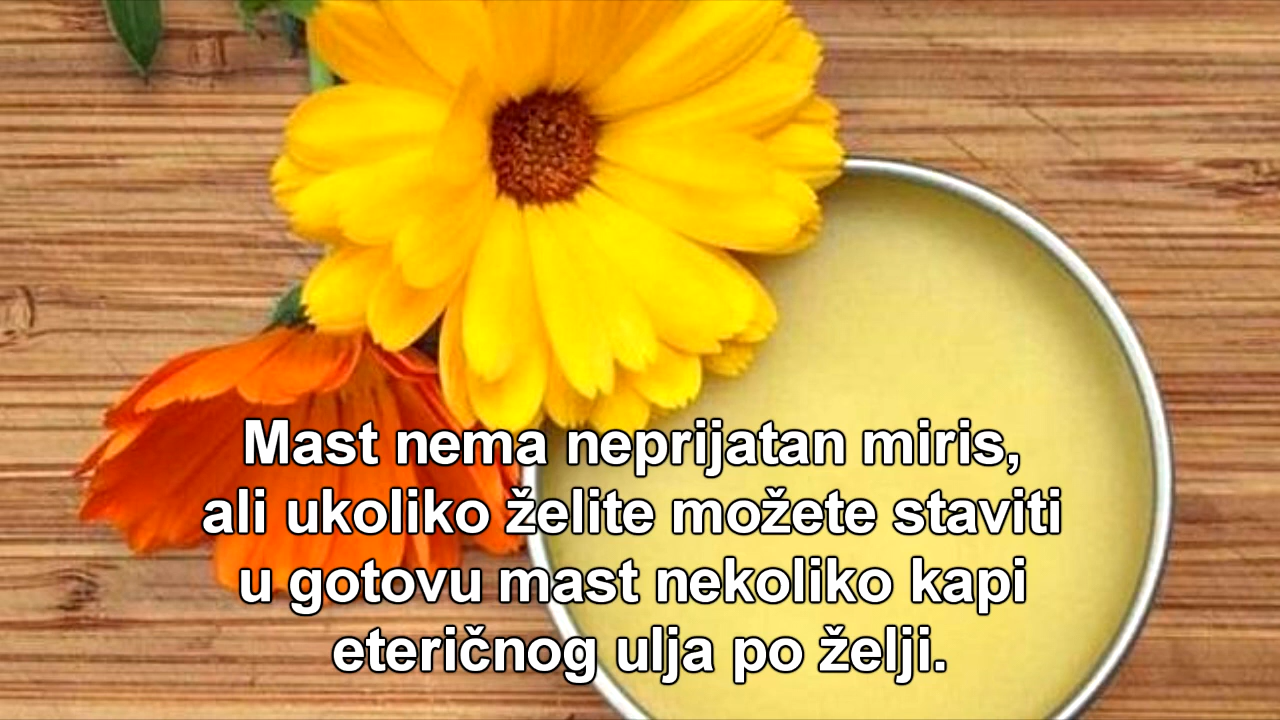 Mast nema neprijatan miris,
ali ukoliko želite možete staviti
u gotovu mast nekoliko kapi
eteričnog ulja po želji.